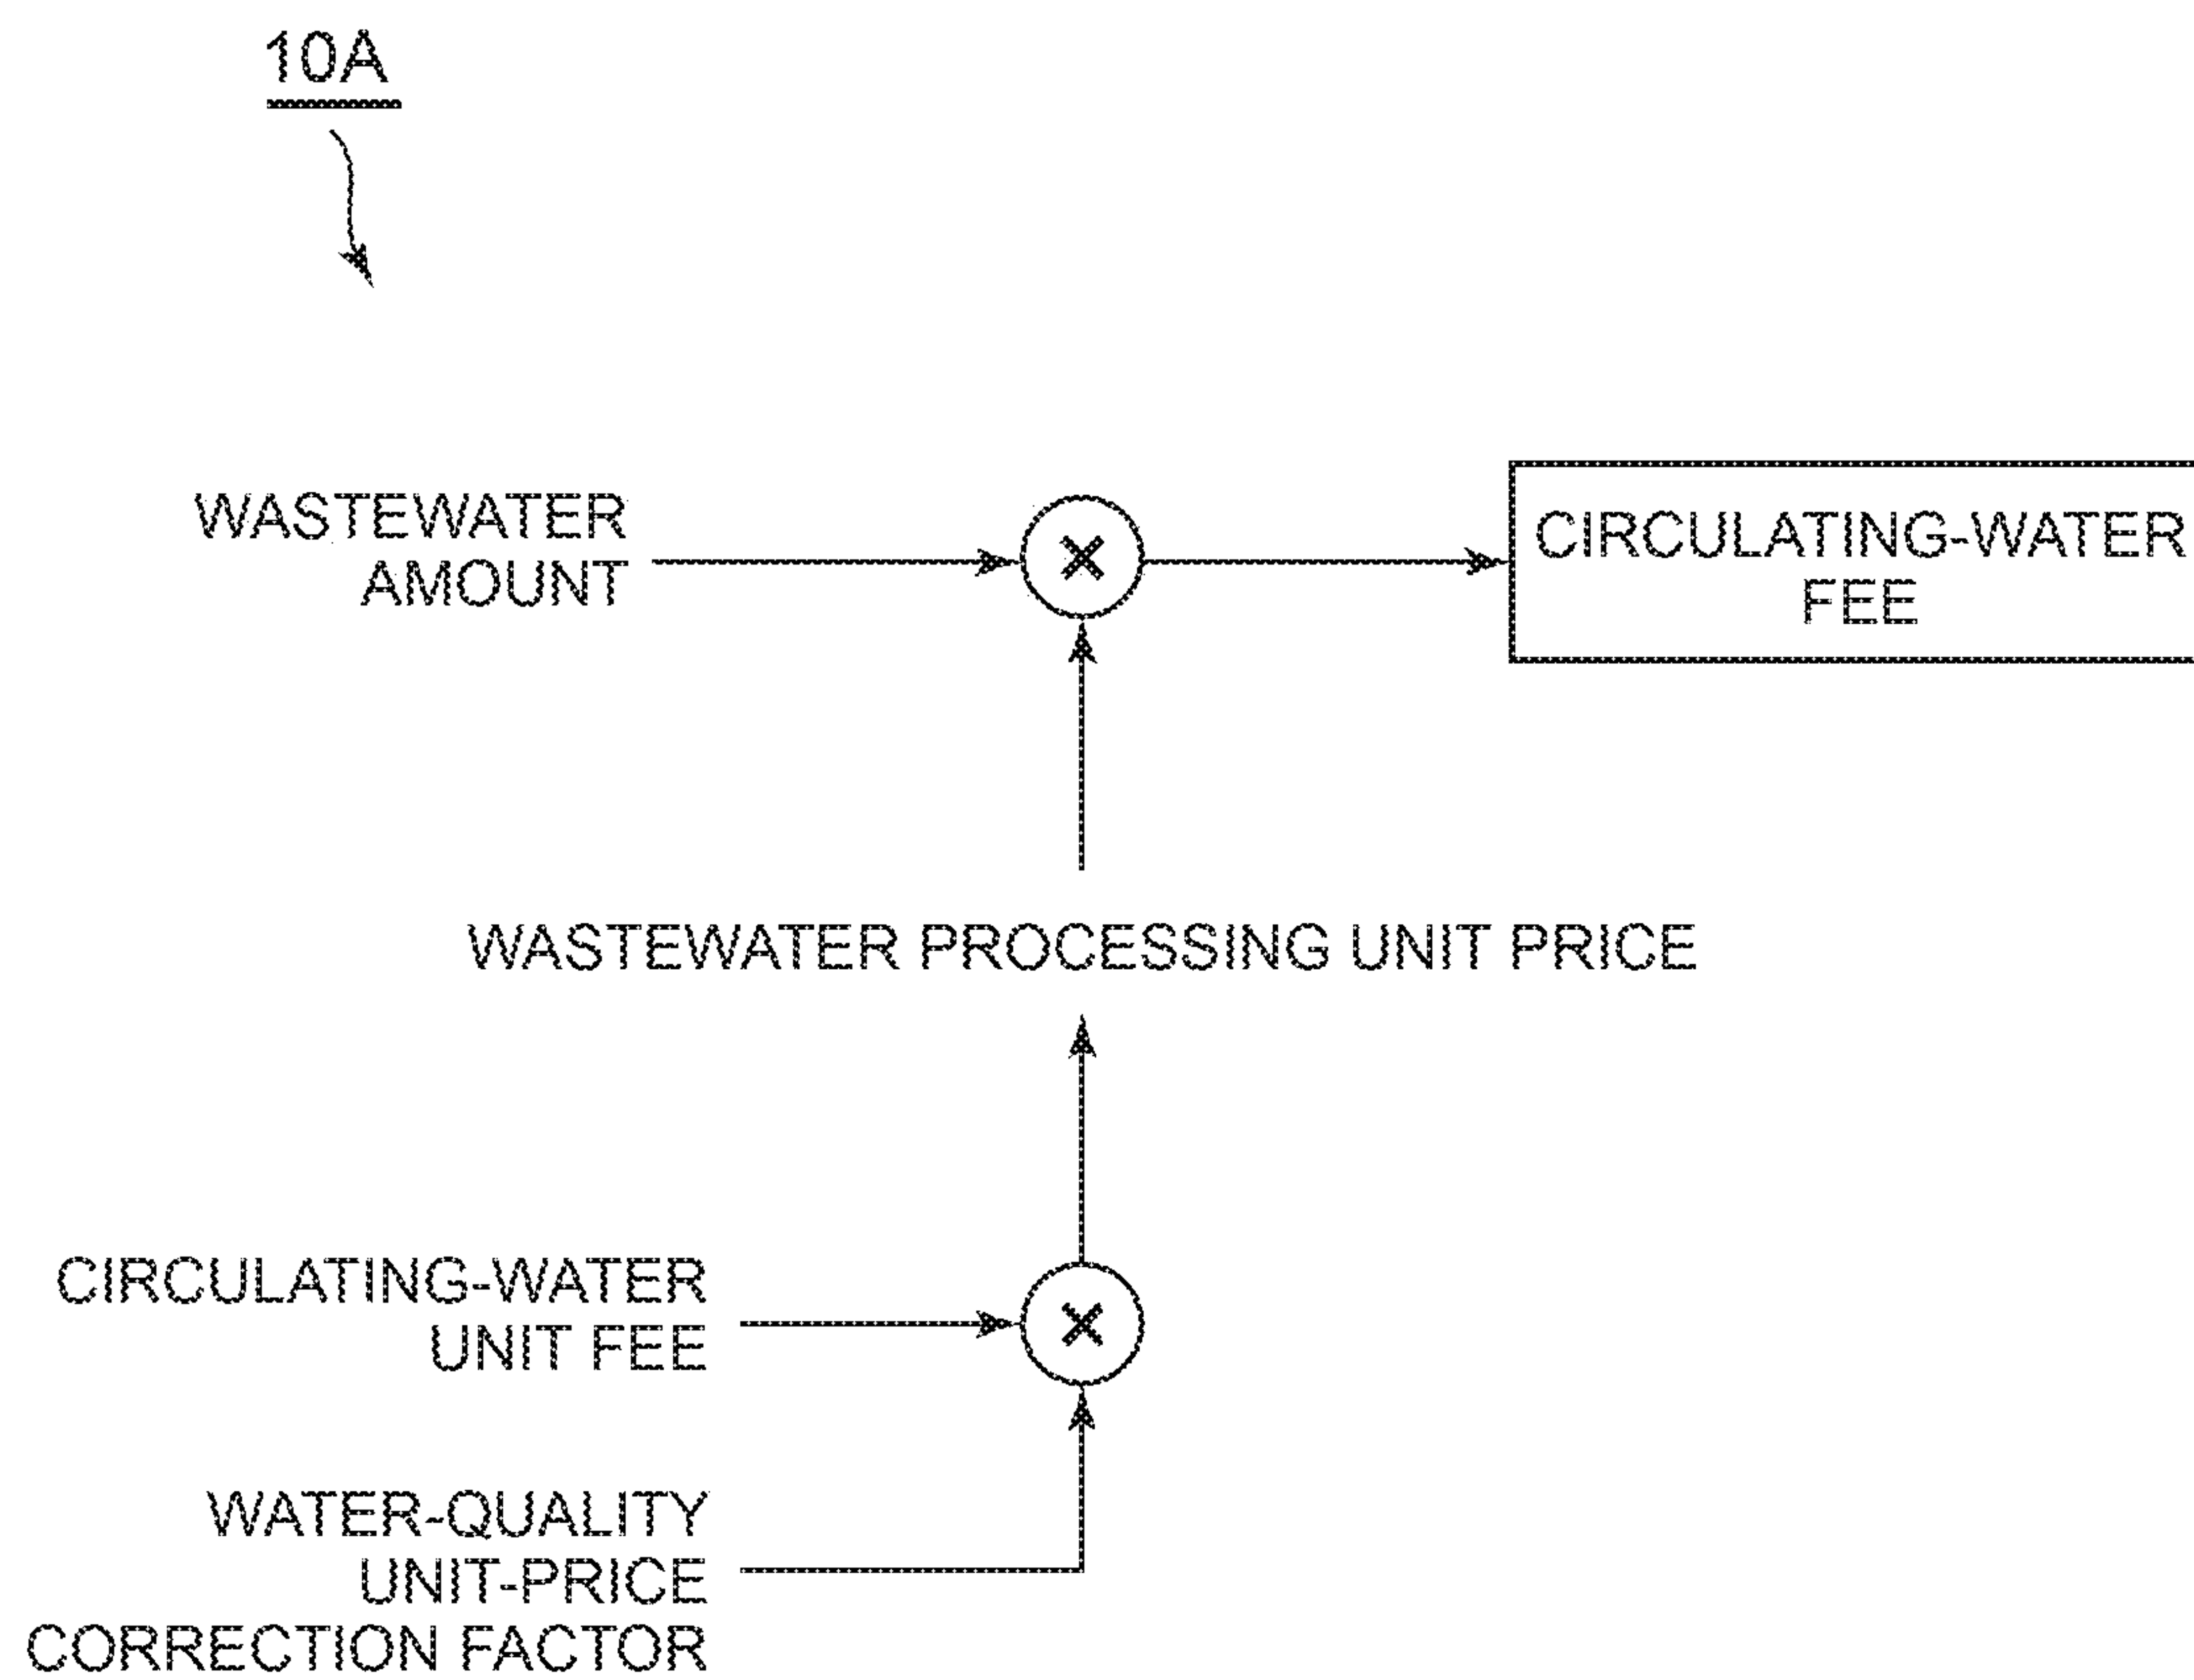 10A
WASTEWATER
AMOUNT
×
CIRCULATING-WATER
FEE
WASTEWATER PROCESSING UNIT PRICE
CIRCULATING-WATER
UNIT FEE
×
WATER-QUALITY
UNIT-PRICE
CORRECTION FACTOR